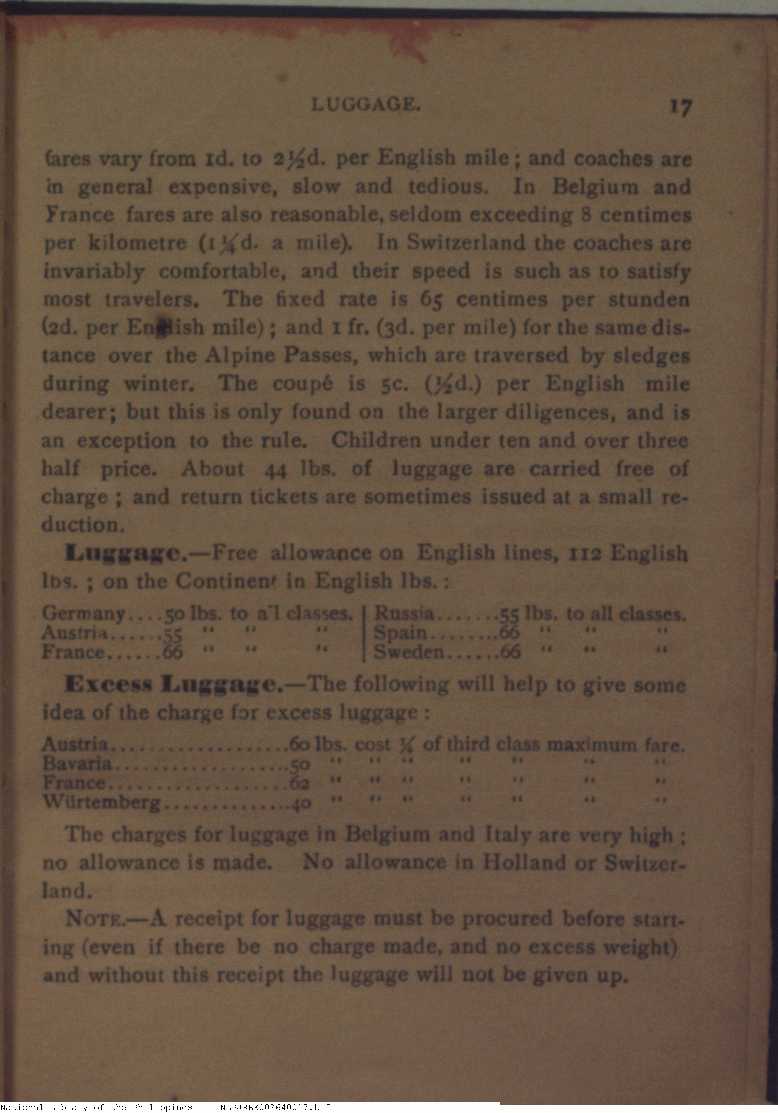 LUGGAGE. 17
fares vary from 1d. to 2½d. per English mile; and coaches are
in general expensive, slow and tedious. In Belgium and
France fares are also reasonable, seldom exceeding 8 centimes
per kilometre (1¼d. a mile). In Switzerland the coaches are
invariably comfortable, and their speed is such as to satisfy
most travelers. The fixed rate is 65 centimes per stunden
(2d. per English mile); and 1 fr. (3d. per mile) for the same dis-
tance over the Alpine Passes, which are traversed by sledges
during winter. The coupé is 5c. (½d.) per English mile
dearer; but this is only found on the larger diligences, and is
an exception to the rule. Children under ten and over three
half price. About 44 lbs. of luggage are carried free of
charge; and return tickets are sometimes issued at a small re-
duction.
Luggage.—Free allowance on English lines, 112 English
lbs.; on the Continent in English lbs.:
Germany....50 lbs. to all classes. | Russia.......55 lbs. to all classes.
Austria......55 " " " | Spain........66 " " "
France......66 " " " | Sweden......66 " " "
Excess Luggage.—The following will help to give some
idea of the charge for excess luggage:
Austria..................60 lbs. cost ¼ of third class maximum fare.
Bavaria..................50 " " " " " " "
France...................62 " " " " " " "
Würtemberg.............40 " " " " " " "
The charges for luggage in Belgium and Italy are very high;
no allowance is made. No allowance in Holland or Switzer-
land.
NOTE.—A receipt for luggage must be procured before start-
ing (even if there be no charge made, and no excess weight)
and without this receipt the luggage will not be given up.
National Library of the Philippines